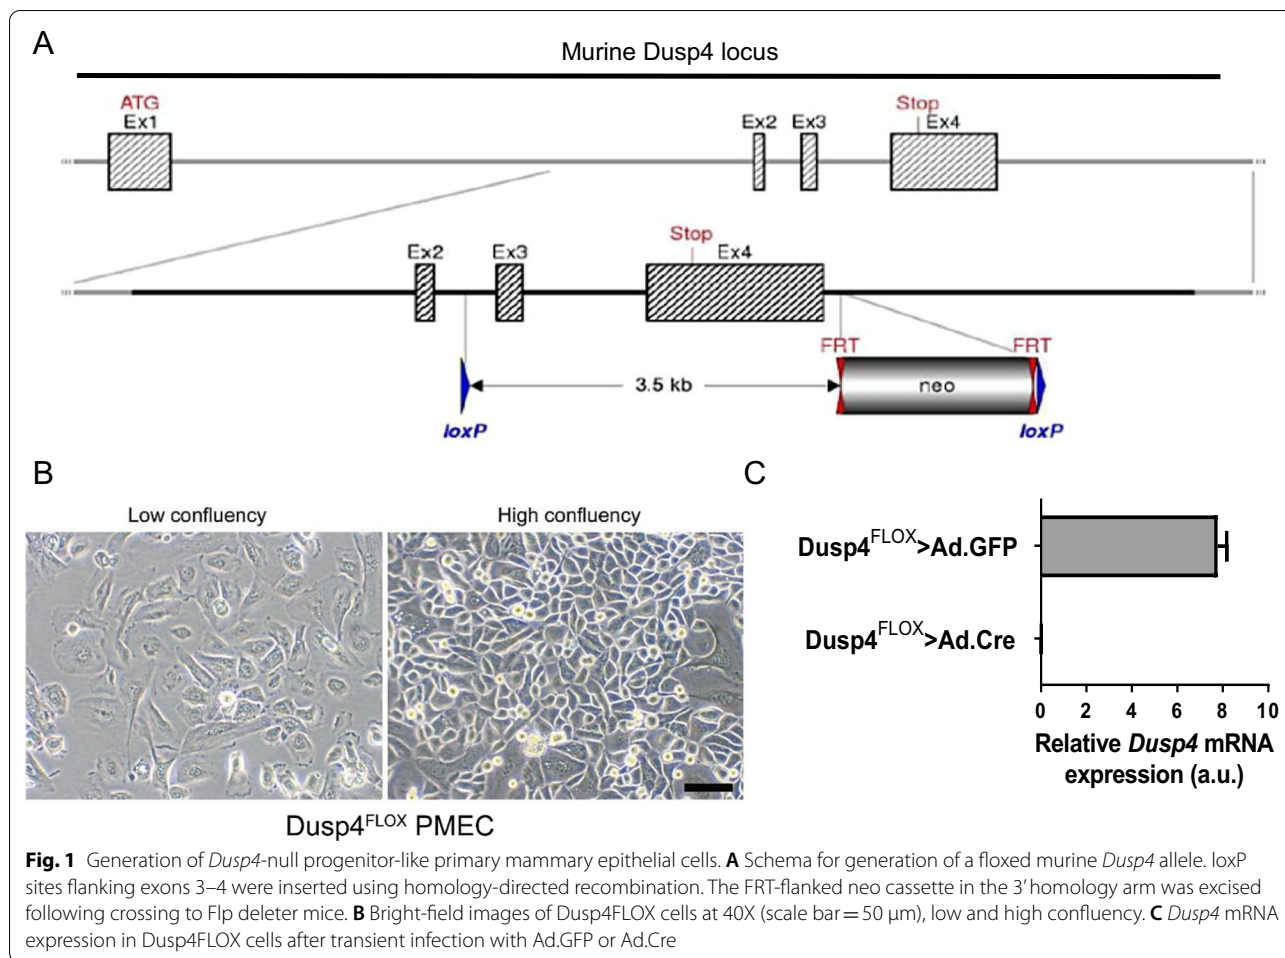 A
Murine Dusp4 locus
ATG
Ex1
Ex2
Ex3
Stop
Ex4
Ex2
Ex3
Stop
Ex4
FRT
FRT
3.5 kb
neo
loxP
loxP
B
Low confluency
High confluency
Dusp4FLOX PMEC
C
Dusp4FLOX>Ad.GFP
Dusp4FLOX>Ad.Cre
0 2 4 6 8 10
Relative Dusp4 mRNA
expression (a.u.)
Fig. 1 Generation of Dusp4-null progenitor-like primary mammary epithelial cells. A Schema for generation of a floxed murine Dusp4 allele. loxP
sites flanking exons 3–4 were inserted using homology-directed recombination. The FRT-flanked neo cassette in the 3′ homology arm was excised
following crossing to Flp deleter mice. B Bright-field images of Dusp4FLOX cells at 40X (scale bar = 50 μm), low and high confluency. C Dusp4 mRNA
expression in Dusp4FLOX cells after transient infection with Ad.GFP or Ad.Cre